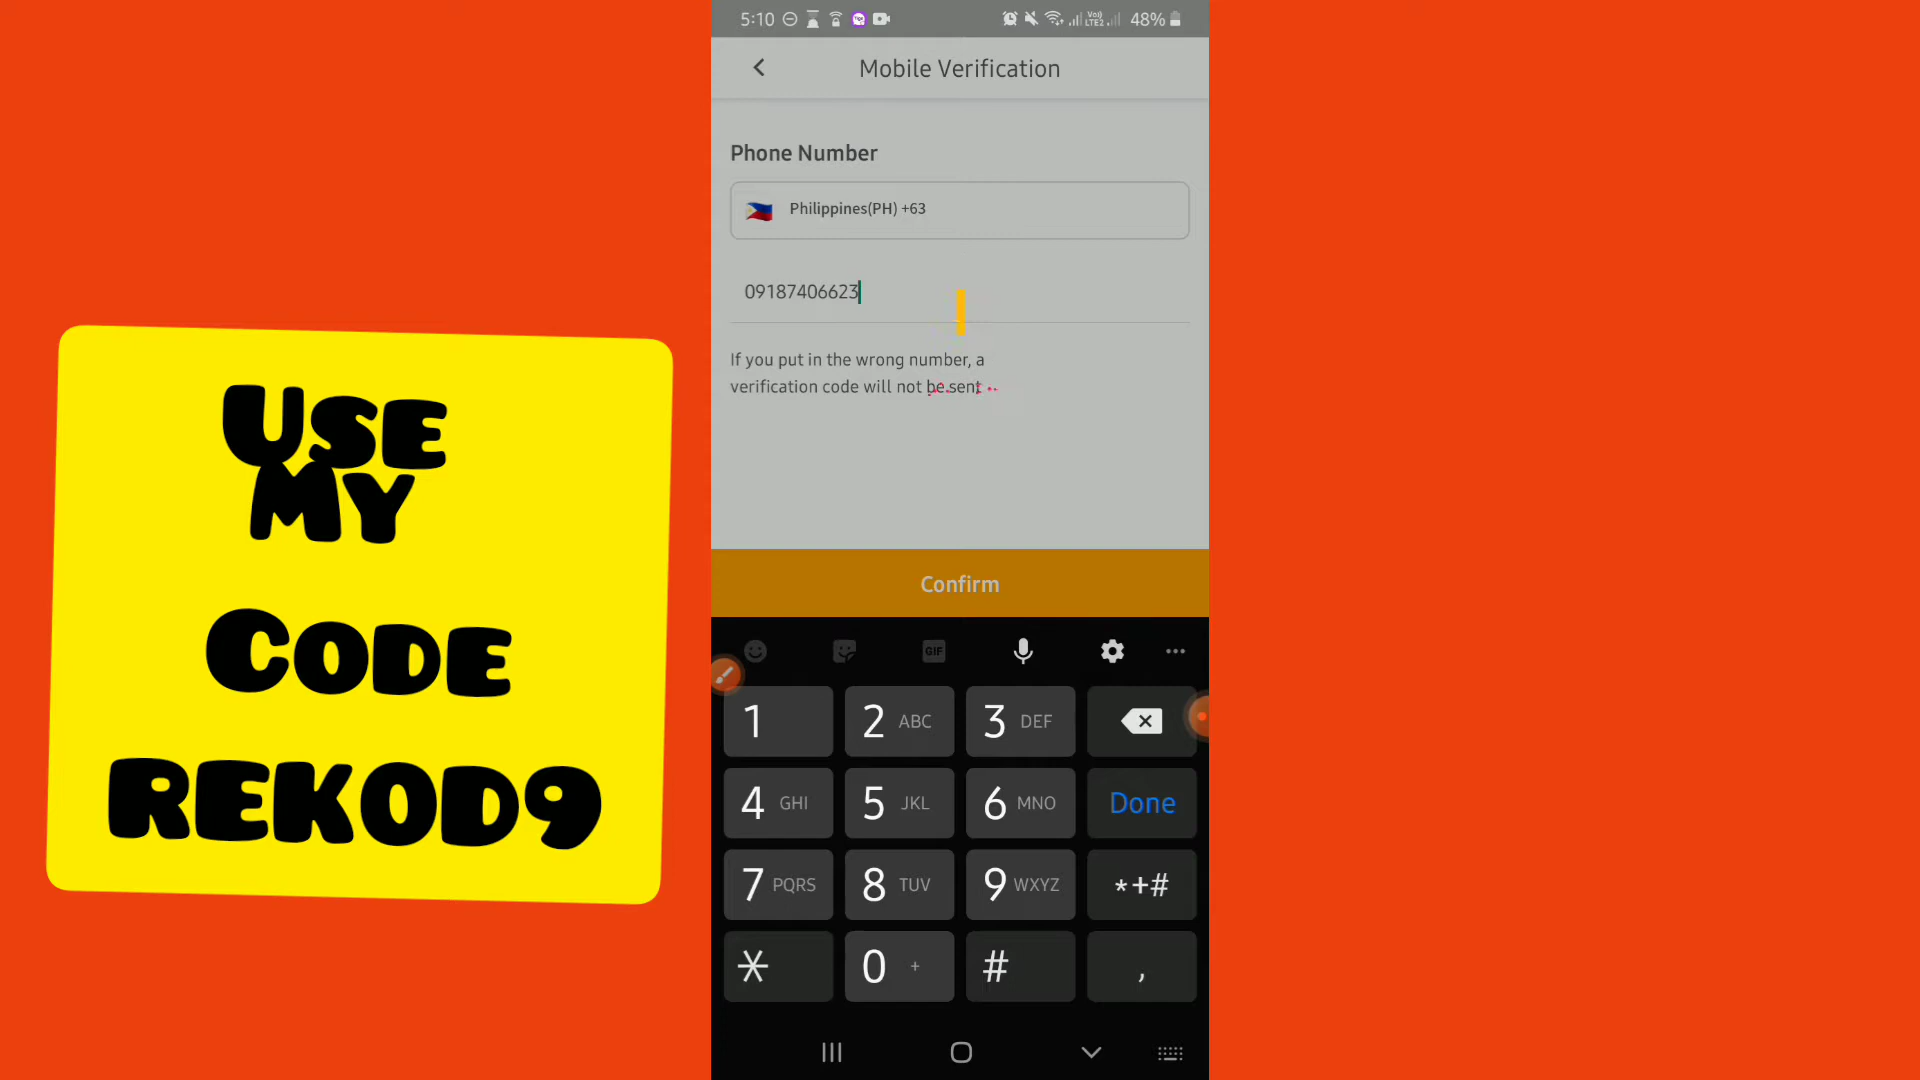 5:10
Vo)) LTE2 48%
Mobile Verification
Phone Number
Philippines(PH) +63
09187406623
If you put in the wrong number, a
verification code will not be sent
Confirm
GIF
1 2 ABC 3 DEF
4 GHI 5 JKL 6 MNO Done
7 PQRS 8 TUV 9 WXYZ *+#
* 0 + # ,
USE
MY
CODE
REKOD9